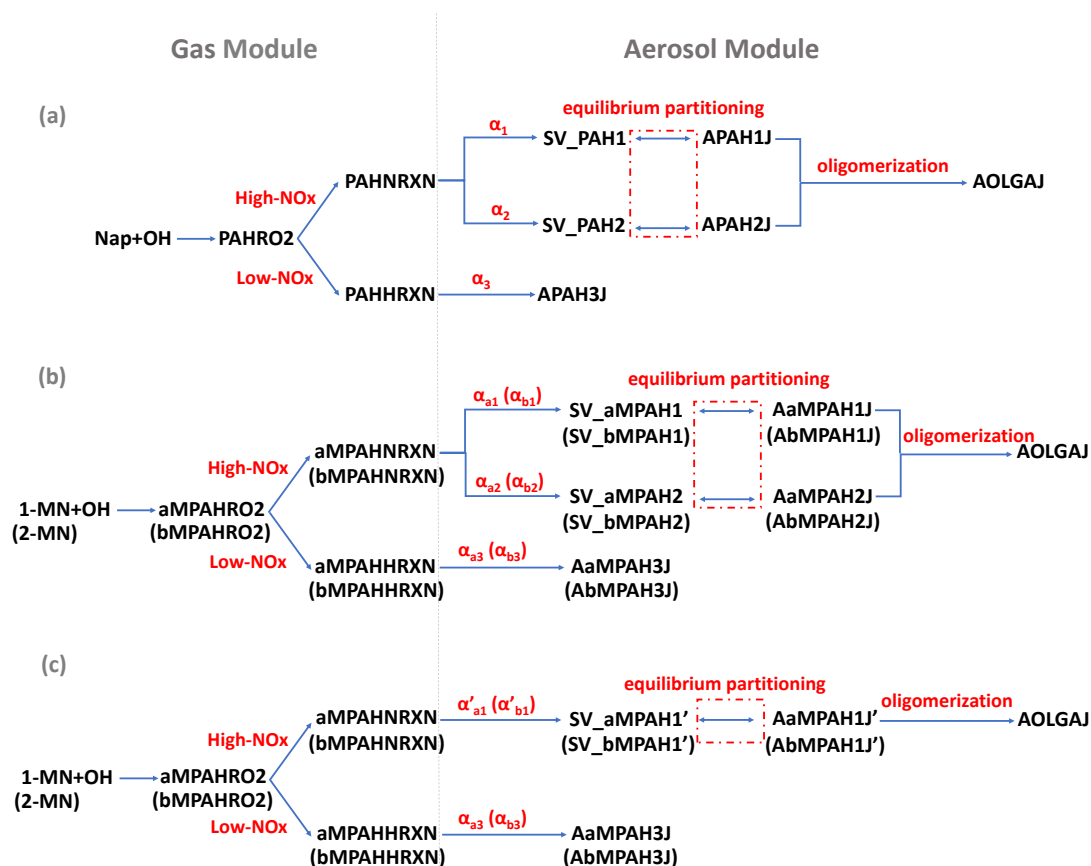 Gas Module
Aerosol Module
(a)
equilibrium partitioning
α1
SV_PAH1
APAH1J
oligomerization
High-NOx
PAHNRXN
AOLGAJ
α2
SV_PAH2
APAH2J
Nap+OH
PAHRO2
Low-NOx
PAHHRXN
α3
APAH3J
(b)
equilibrium partitioning
αa1 (αb1)
SV_aMPAH1
(SV_bMPAH1)
AaMPAH1J
(AbMPAH1J)
oligomerization
AOLGAJ
High-NOx
aMPAHNRXN
(bMPAHNRXN)
αa2 (αb2)
SV_aMPAH2
(SV_bMPAH2)
AaMPAH2J
(AbMPAH2J)
1-MN+OH
(2-MN)
aMPAHRO2
(bMPAHRO2)
Low-NOx
aMPAHHRXN
(bMPAHHRXN)
αa3 (αb3)
AaMPAH3J
(AbMPAH3J)
(c)
equilibrium partitioning
α’a1 (α’b1)
SV_aMPAH1’
(SV_bMPAH1’)
AaMPAH1J’
(AbMPAH1J’)
oligomerization
AOLGAJ
High-NOx
aMPAHNRXN
(bMPAHNRXN)
1-MN+OH
(2-MN)
aMPAHRO2
(bMPAHRO2)
Low-NOx
aMPAHHRXN
(bMPAHHRXN)
αa3 (αb3)
AaMPAH3J
(AbMPAH3J)